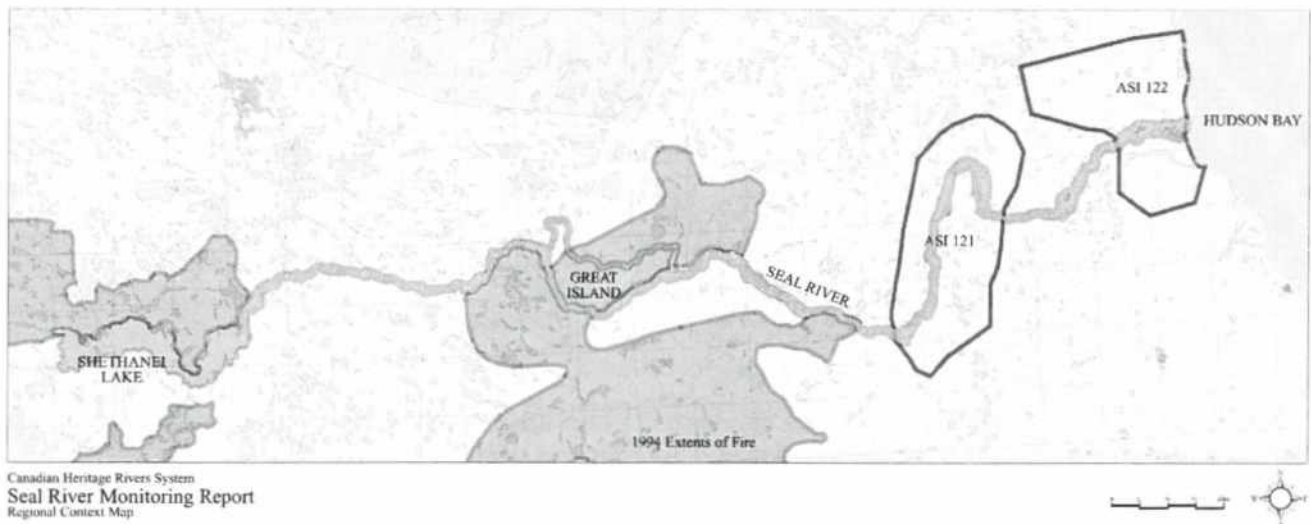 ASI 122
HUDSON BAY
ASI 121
GREAT
ISLAND
SEAL RIVER
SHETHANEI
LAKE
1994 Extents of Fire
Canadian Heritage Rivers System
Seal River Monitoring Report
Regional Context Map